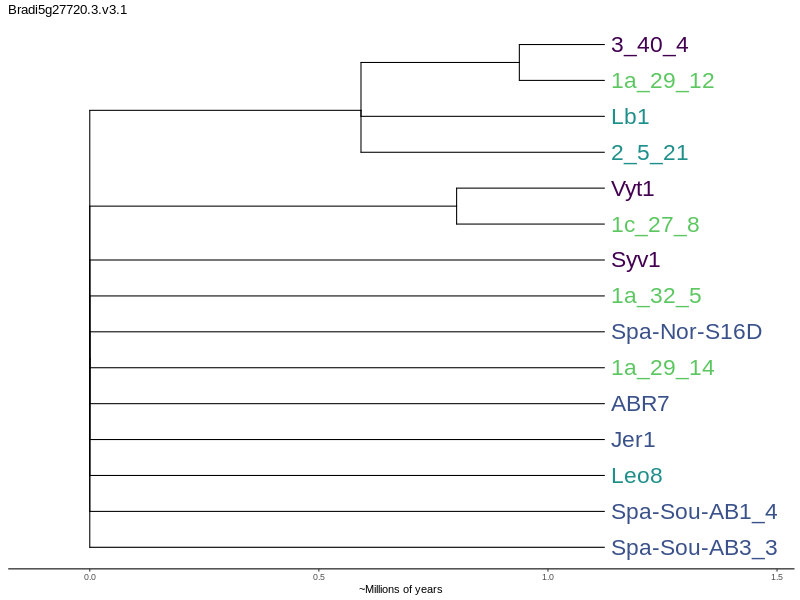 Bradi5g27720.3.v3.1
3_40_4
1a_29_12
Lb1
2_5_21
Vyt1
1c_27_8
Syv1
1a_32_5
Spa-Nor-S16D
1a_29_14
ABR7
Jer1
Leo8
Spa-Sou-AB1_4
Spa-Sou-AB3_3
0.0 0.5 1.0 1.5
~Millions of years